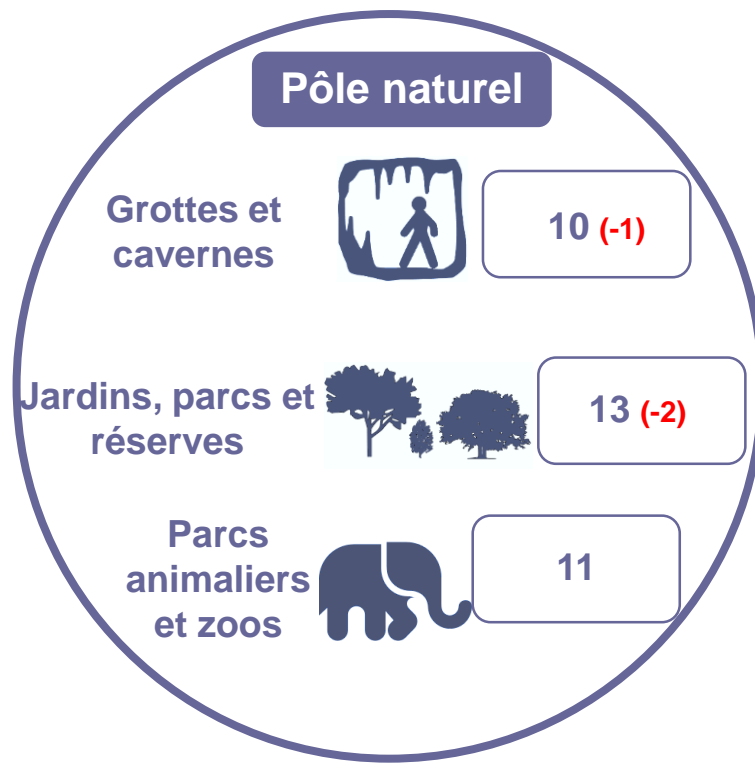 Pôle naturel
Grottes et
cavernes
10 (-1)
Jardins, parcs et
réserves
13 (-2)
Parcs
animaliers
et zoos
11